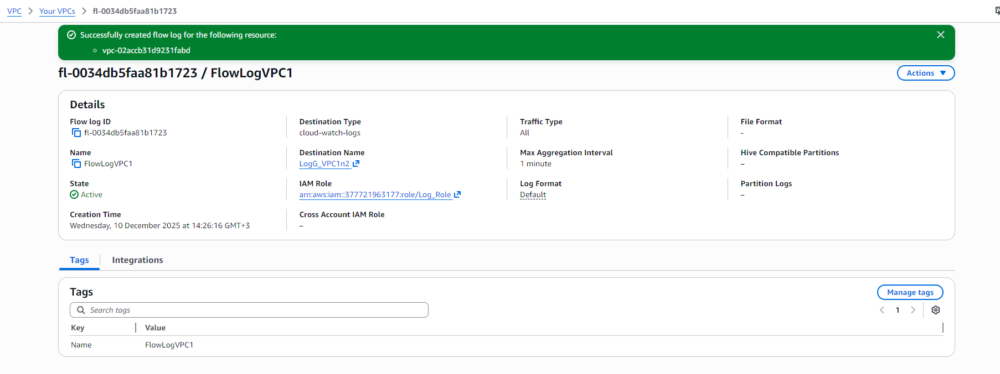 VPC > Your VPCs > fl-0034db5faa81b1723
Successfully created flow log for the following resource:
vpc-02accb31d9231fabd
fl-0034db5faa81b1723 / FlowLogVPC1
Actions
Details
Flow log ID
fl-0034db5faa81b1723
Destination Type
cloud-watch-logs
Traffic Type
All
File Format
-
Name
FlowLogVPC1
Destination Name
LogG_VPC1n2
Max Aggregation Interval
1 minute
Hive Compatible Partitions
–
State
Active
IAM Role
arn:aws:iam::377721963177:role/Log_Role
Log Format
Default
Partition Logs
–
Creation Time
Wednesday, 10 December 2025 at 14:26:16 GMT+3
Cross Account IAM Role
–
Tags
Integrations
Tags
Manage tags
Search tags
1
Key Value
Name FlowLogVPC1